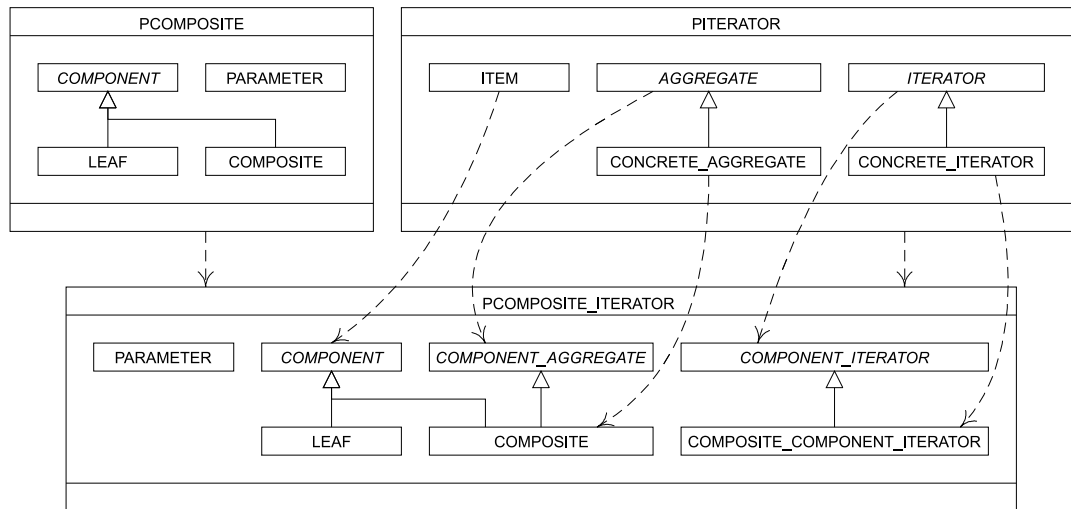 PCOMPOSITE
COMPONENT
PARAMETER
LEAF
COMPOSITE
PITERATOR
ITEM
AGGREGATE
ITERATOR
CONCRETE_AGGREGATE
CONCRETE_ITERATOR
PCOMPOSITE_ITERATOR
PARAMETER
COMPONENT
COMPONENT_AGGREGATE
COMPONENT_ITERATOR
LEAF
COMPOSITE
COMPOSITE_COMPONENT_ITERATOR